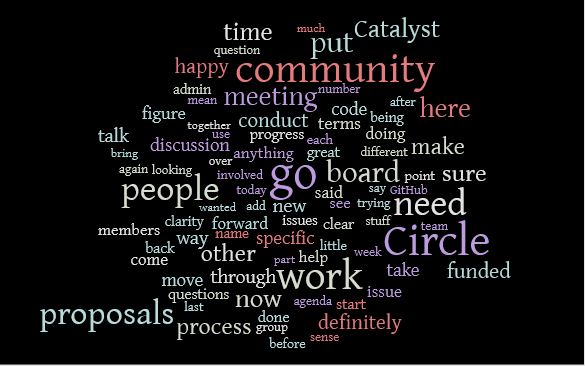 much
time
Catalyst
question
put
happy
community
admin
meeting
number
mean
code
after
here
figure
together
use
conduct
terms
being
talk
progress
each
doing
discussion
anything
great
different
make
bring
over
again
looking
involved
go
board
point
sure
people
today
said
say
GitHub
wanted
add
new
see
trying
need
members
clarity
forward
issues
clear
stuff
team
way
name
specific
back
other
little
Circle
come
part
help
week
move
through
work
take
funded
questions
now
agenda
issue
last
start
proposals
done
process
group
definitely
before
sense